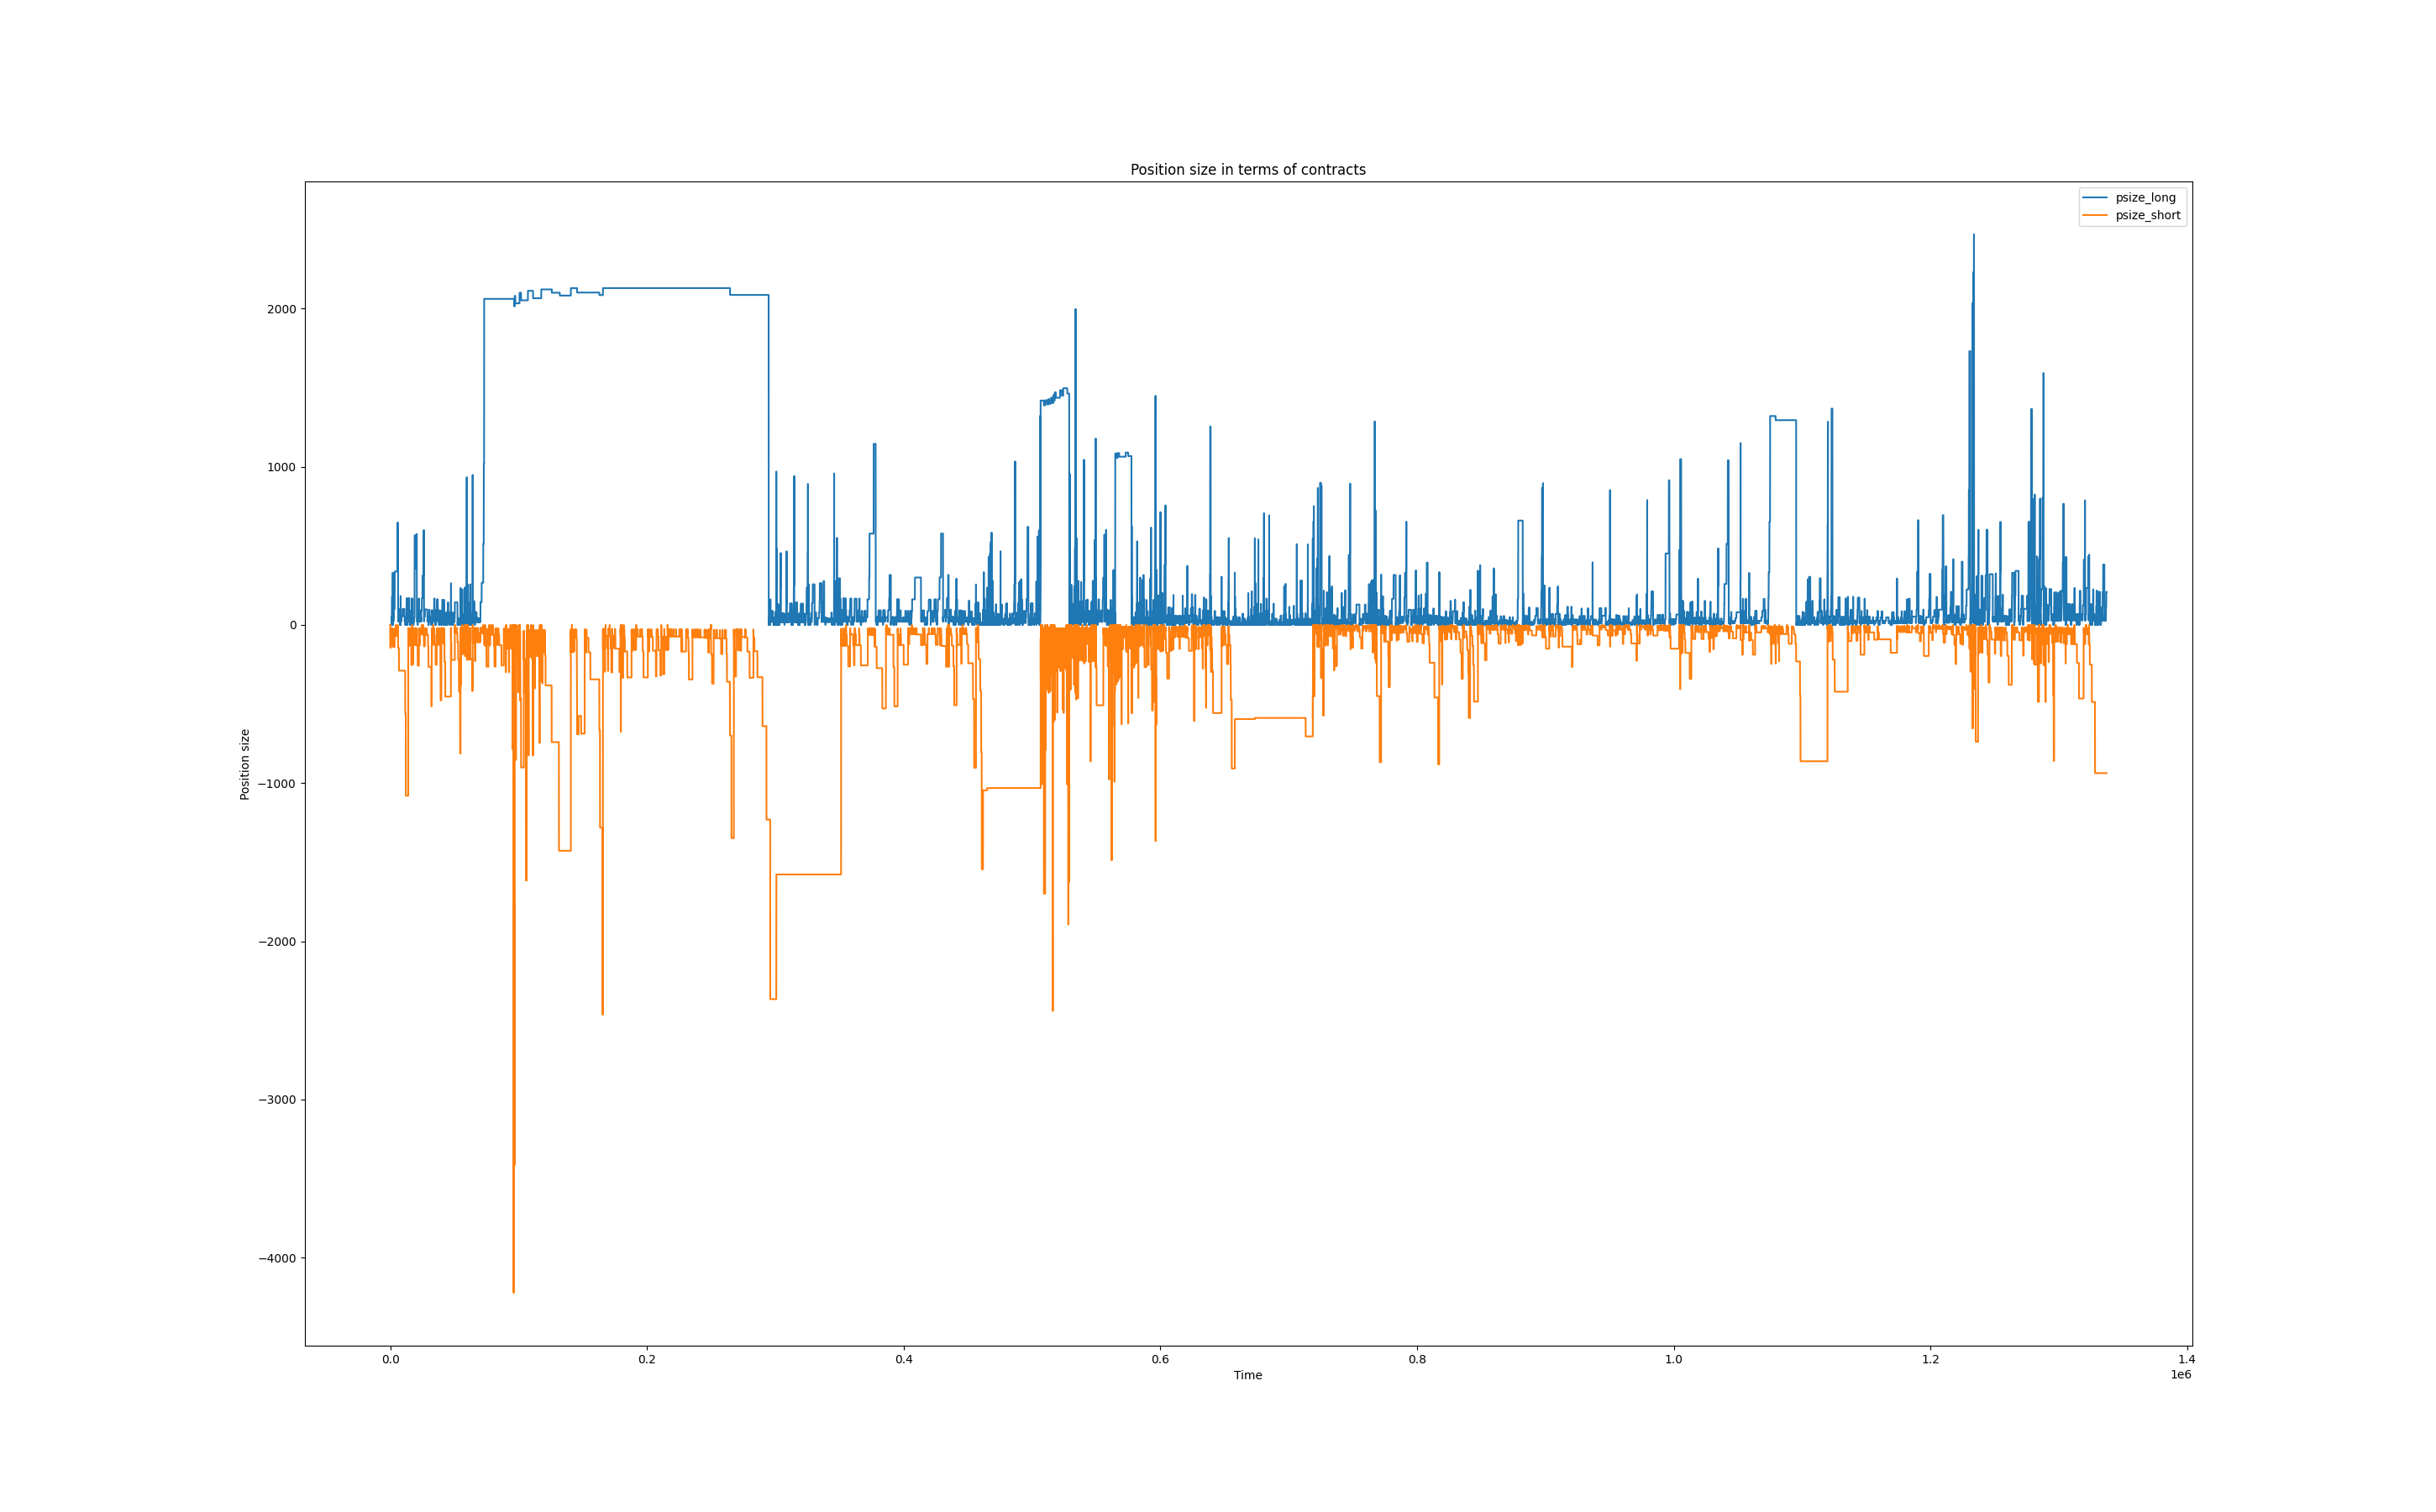 Position size in terms of contracts
psize_long
psize_short
Position size
2000
1000
0
−1000
−2000
−3000
−4000
0.0
0.2
0.4
0.6
0.8
1.0
1.2
1.4
Time
1e6